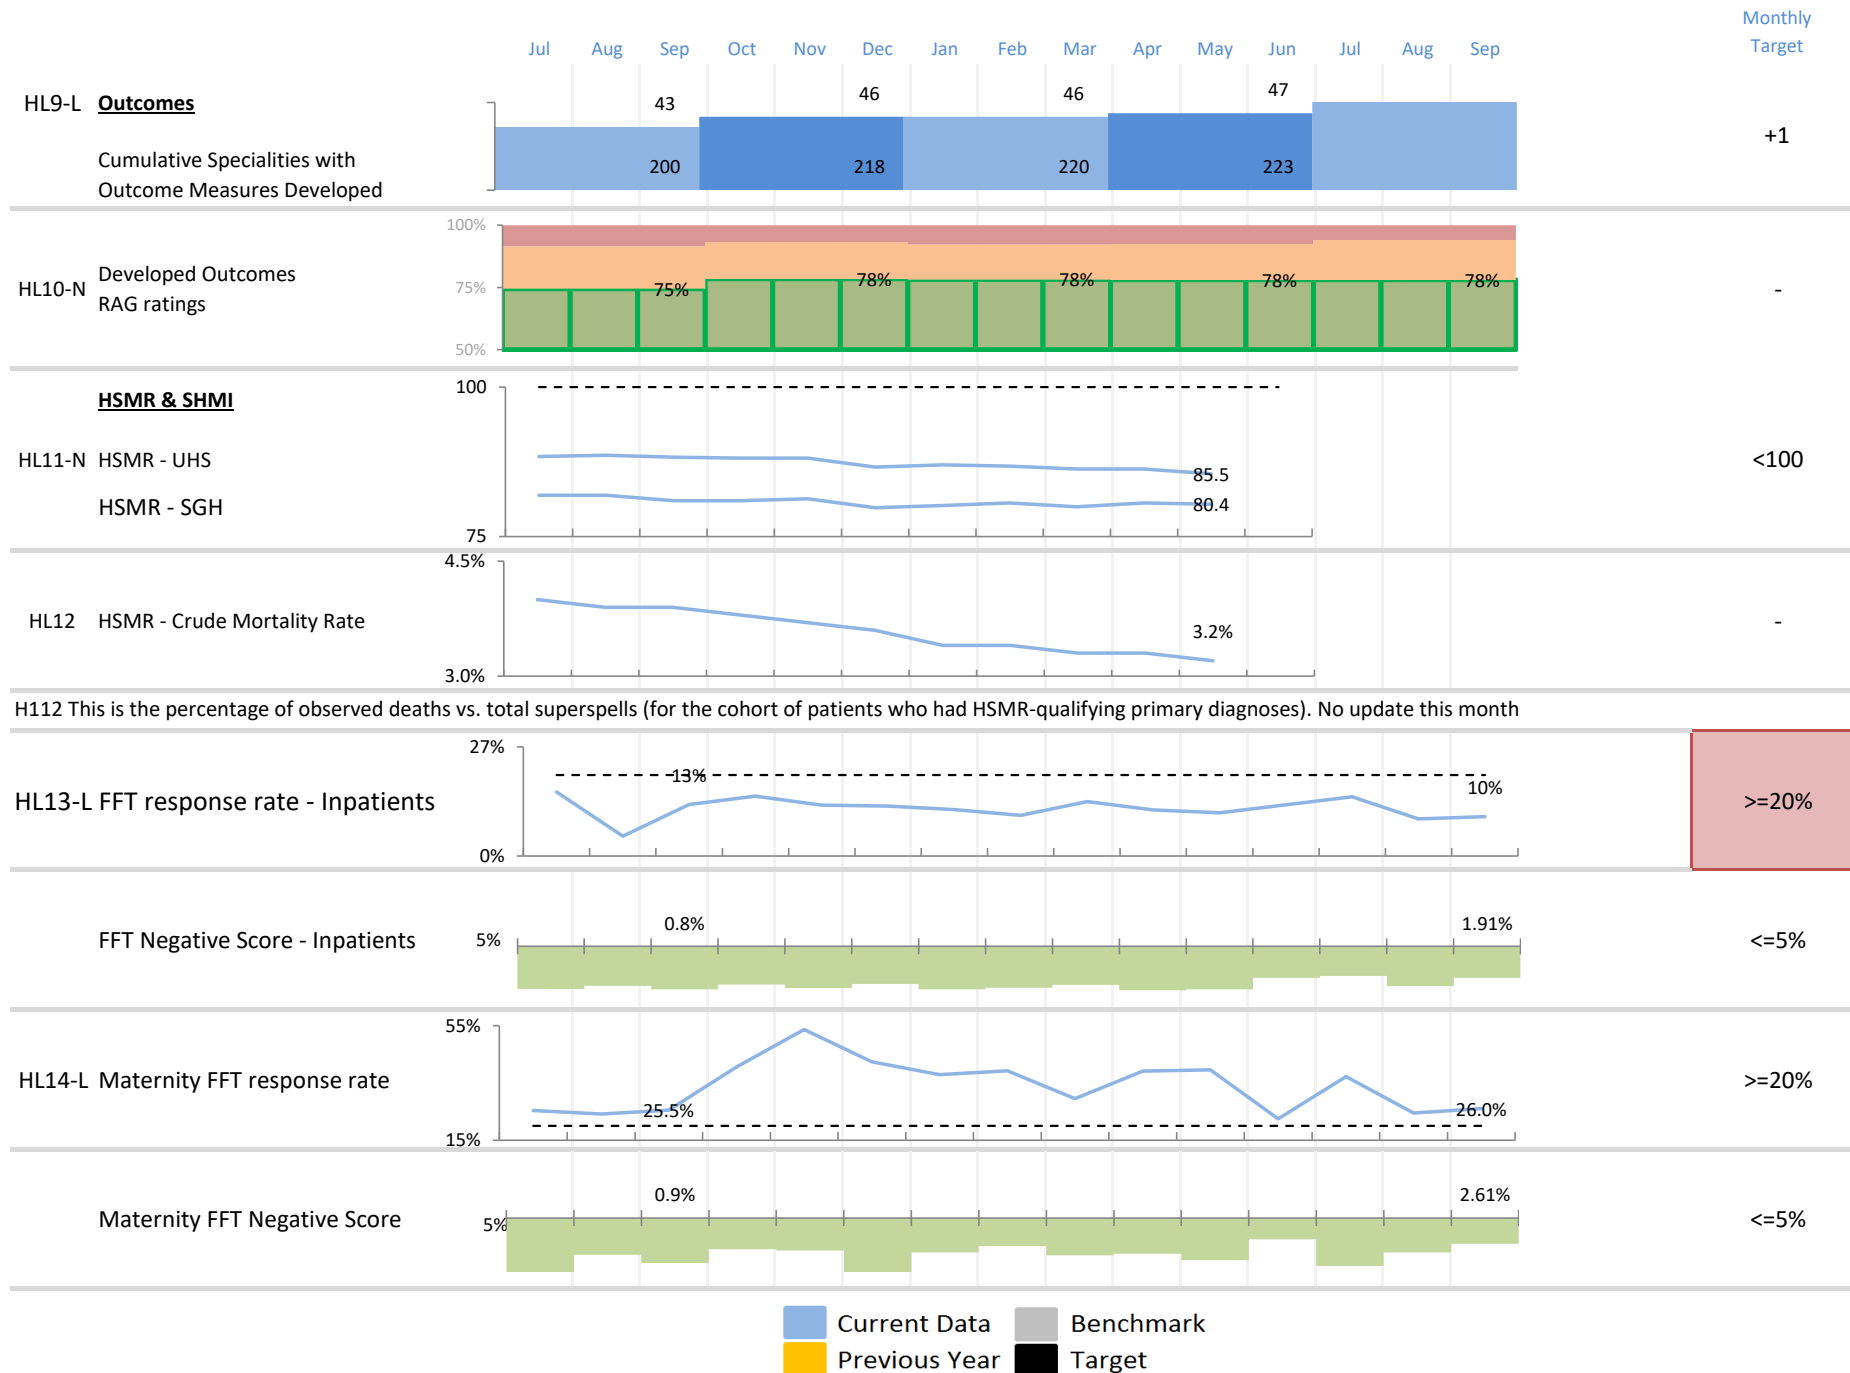 Monthly
Target
Jul Aug Sep Oct Nov Dec Jan Feb Mar Apr May Jun Jul Aug Sep
HL9-L Outcomes
43 46 46 47
+1
Cumulative Specialities with
Outcome Measures Developed
200 218 220 223
100%
75%
50%
HL10-N Developed Outcomes
RAG ratings
75% 78% 78% 78% 78%
-
HSMR & SHMI
100
75
HL11-N HSMR - UHS
85.5
<100
HSMR - SGH
80.4
4.5%
3.0%
HL12 HSMR - Crude Mortality Rate
3.2%
-
H112 This is the percentage of observed deaths vs. total superspells (for the cohort of patients who had HSMR-qualifying primary diagnoses). No update this month
27%
0%
HL13-L FFT response rate - Inpatients
13% 10%
>=20%
0.8% 1.91%
FFT Negative Score - Inpatients
5%
<=5%
55%
15%
HL14-L Maternity FFT response rate
25.5% 26.0%
>=20%
0.9% 2.61%
Maternity FFT Negative Score
5%
<=5%
Current Data Benchmark
Previous Year Target